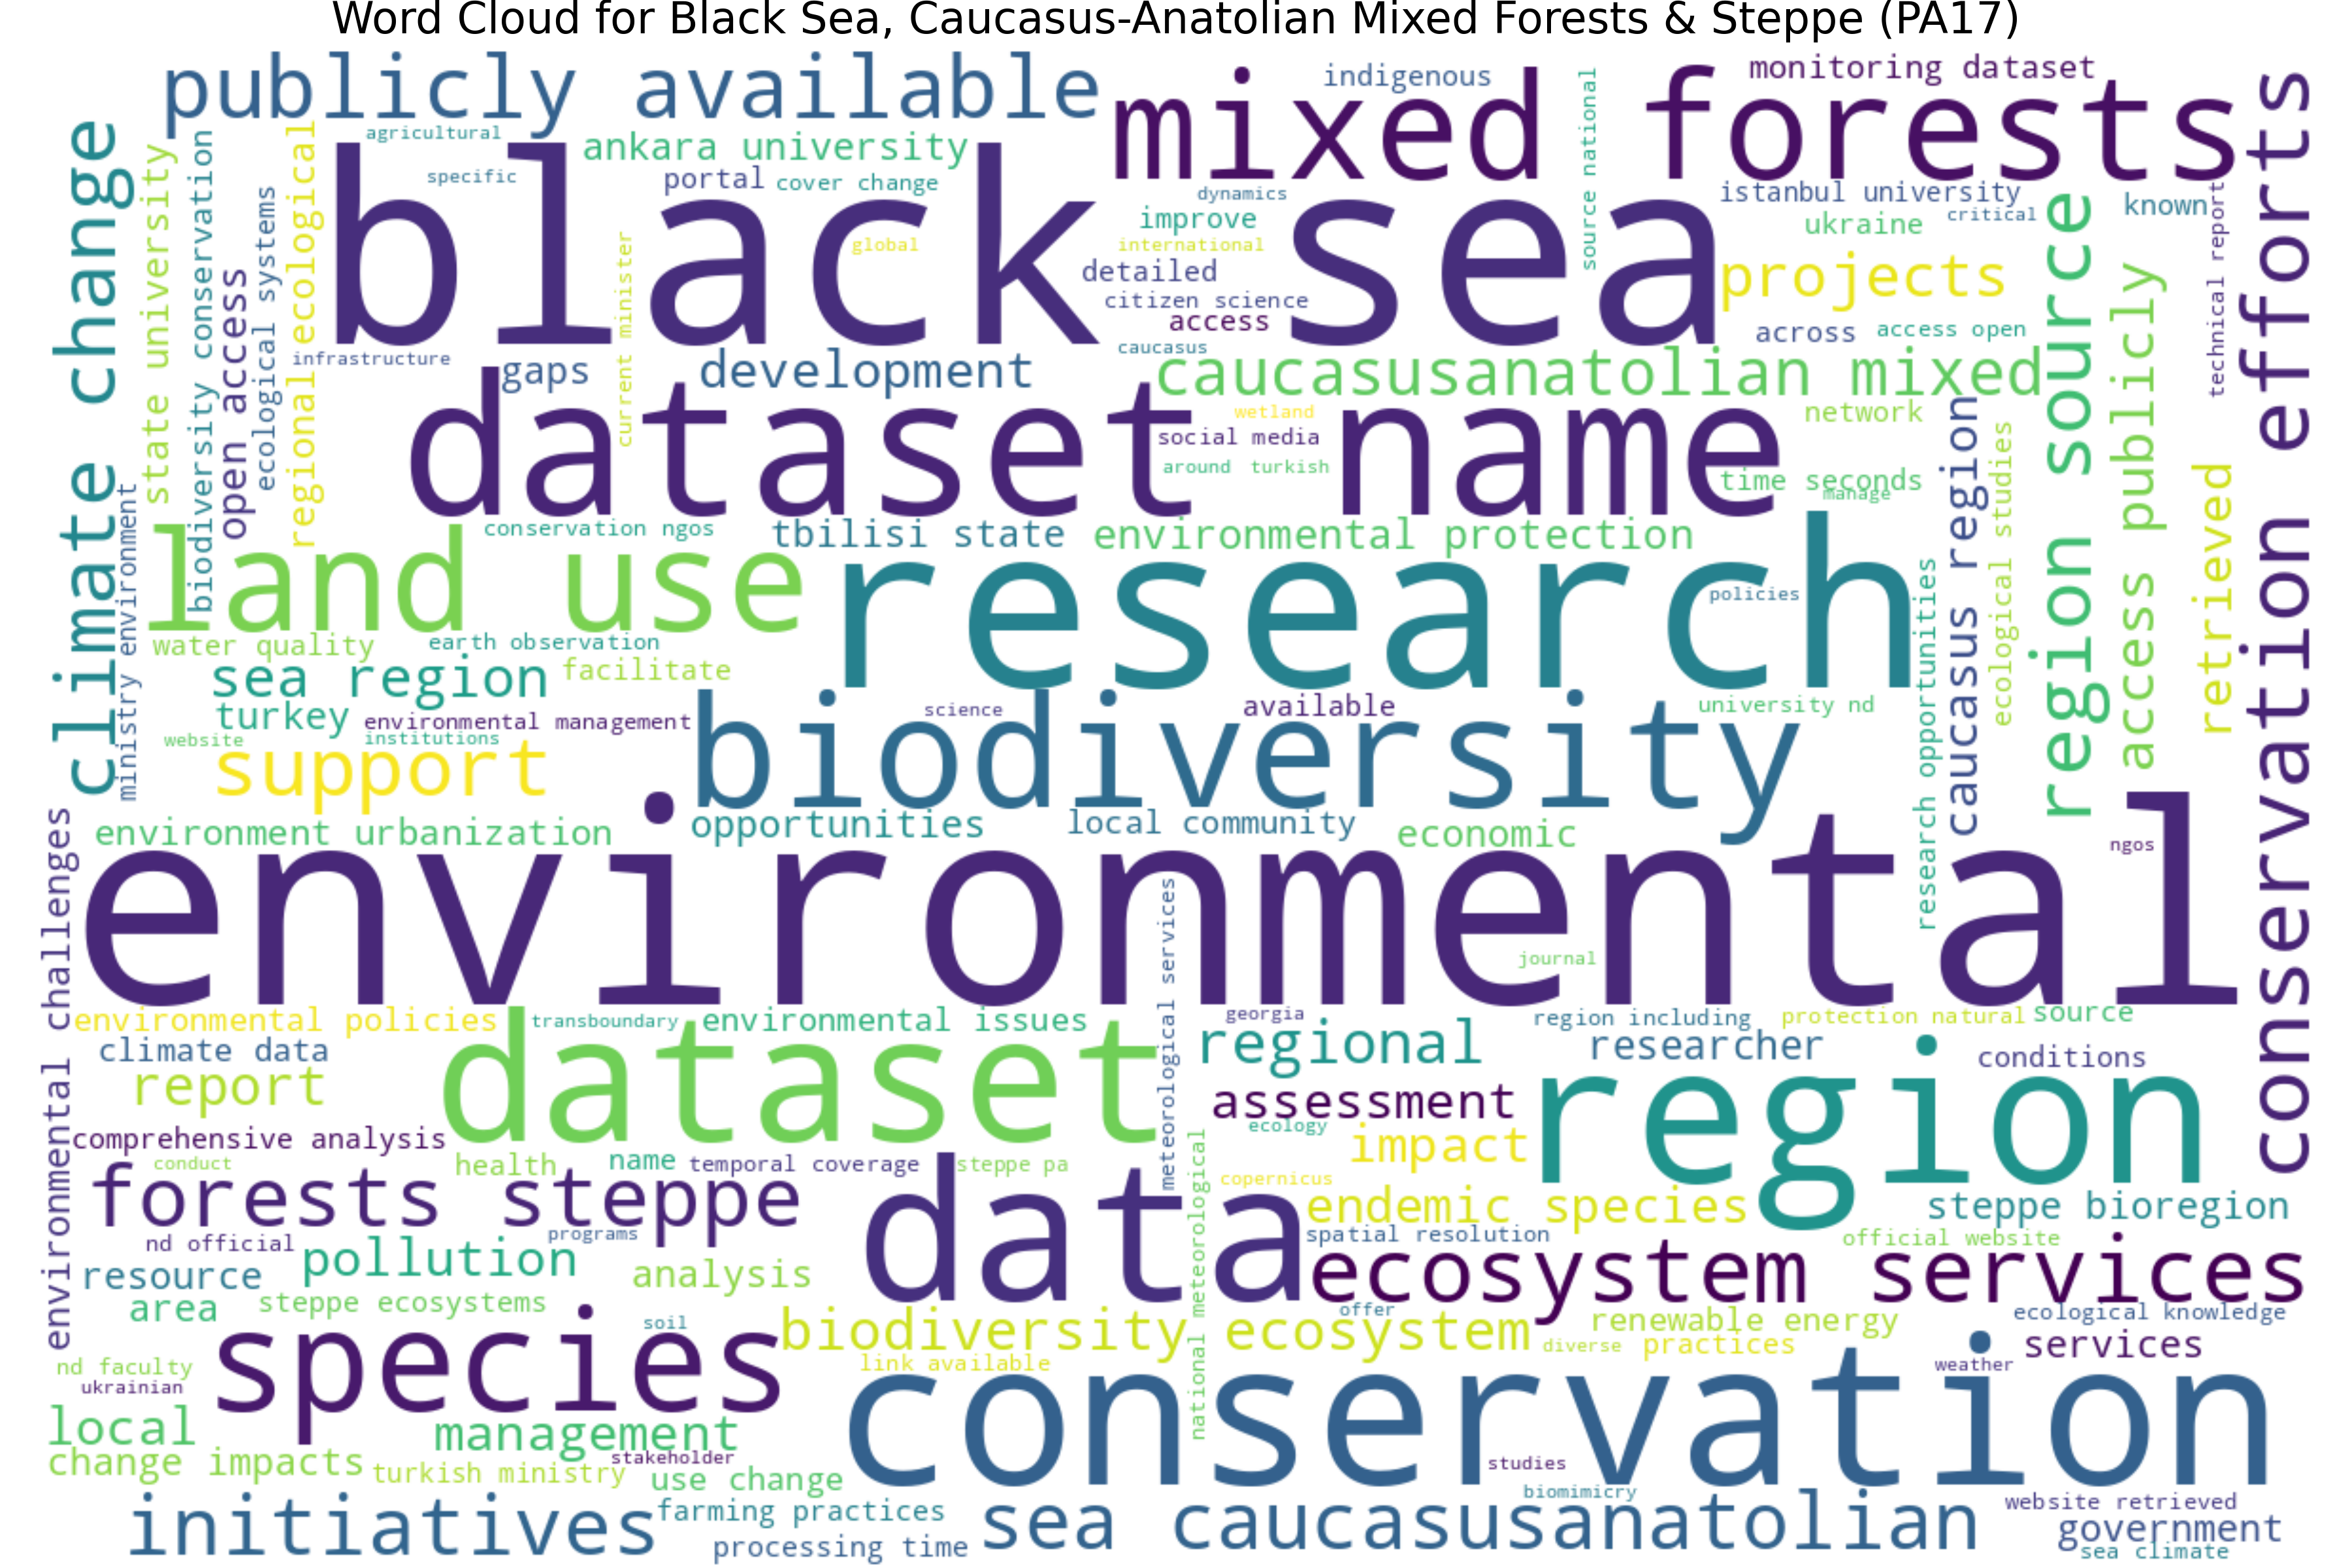 Word Cloud for Black Sea, Caucasus-Anatolian Mixed Forests & Steppe (PA17)
publicly available
mixed forests
indigenous
monitoring dataset
source national
conservation efforts
climate change
state university
biodiversity conservation
open access
ecological systems
regional ecological
agricultural
specific
ankara university
portal
cover change
black sea
global
current minister
dynamics
improve
international
detailed
citizen science
access
caucasus
istanbul university
critical
known
ukraine
projects
across
access open
technical report
region source
access publicly
retrieved
infrastructure
gaps
development
caucasusanatolian mixed
dataset name
wetland
social media
around turkish
network
time seconds
manage
caucasus region
ecological studies
research opportunities
ministry environment
conservation ngos
tbilisi state
environmental protection
land use
research
policies
water quality
earth observation
sea region
facilitate
turkey
environmental management
website
institutions
support
biodiversity
science
available
university nd
environment urbanization
opportunities
local community
economic
ngos
environmental challenges
environmental
journal
meteorological services
environmental policies
transboundary
environmental issues
georgia
region including
protection natural
source
climate data
report
dataset
regional
researcher
conditions
assessment
region
ecology
impact
comprehensive analysis
conduct
health
name
temporal coverage
steppe pa
national meteorological
copernicus
forests steppe
data
endemic species
steppe bioregion
nd official
programs
spatial resolution
official website
pollution
resource
analysis
ecosystem services
area
steppe ecosystems
species
soil
biodiversity ecosystem
offer
renewable energy
ecological knowledge
diverse
practices
services
link available
nd faculty
ukrainian
weather
conservation
local
management
change impacts
turkish ministry
stakeholder
use change
studies
biomimicry
initiatives
farming practices
processing time
sea caucasusanatolian
website retrieved
government
sea climate